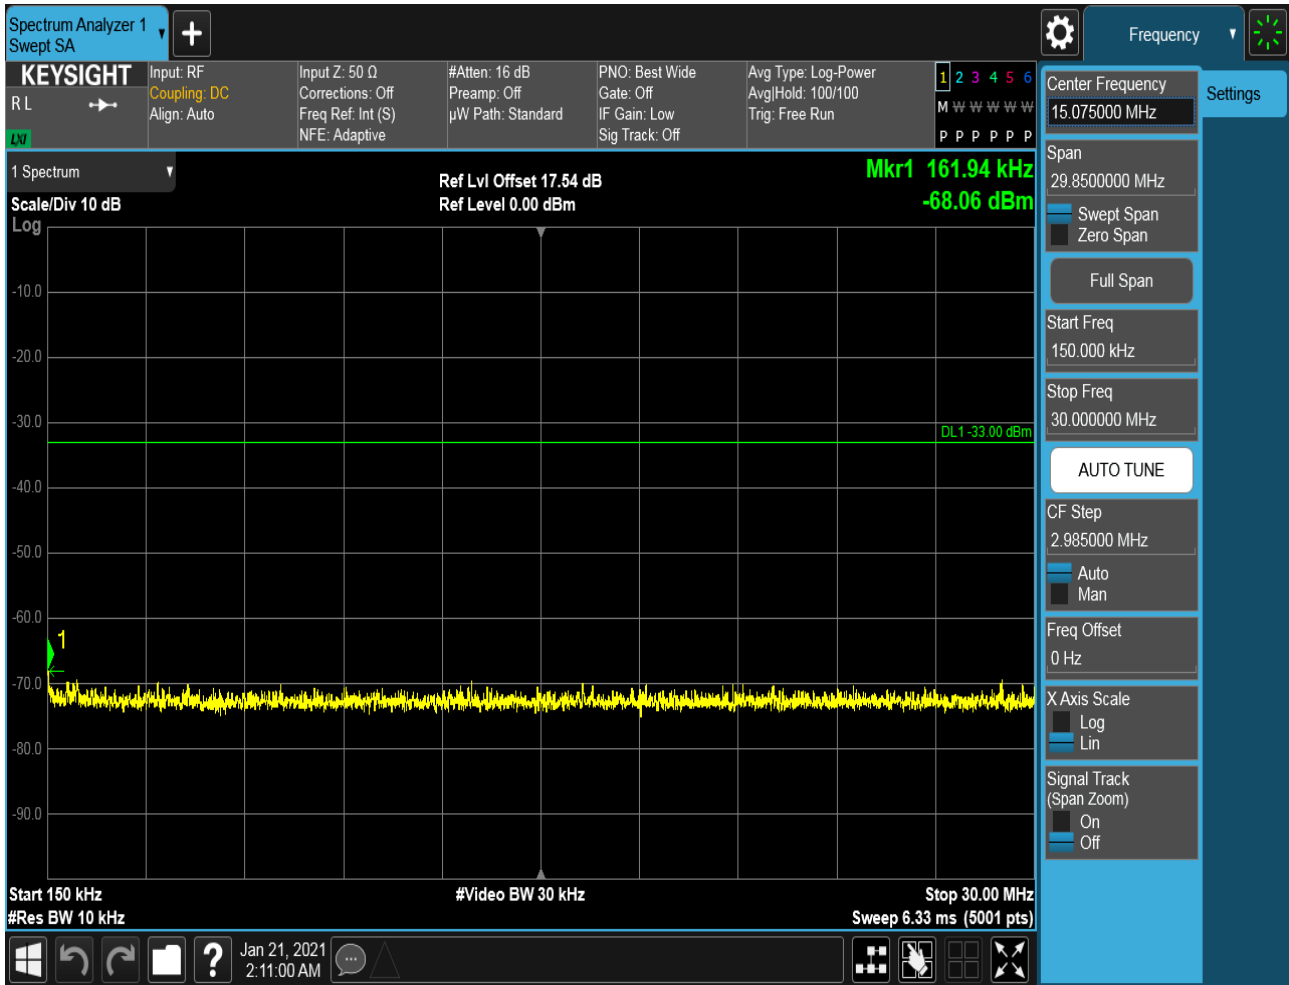 Spectrum Analyzer 1
Swept SA
Frequency
KEYSIGHT
R L
LXI
Input: RF
Coupling: DC
Align: Auto
Input Z: 50 Ω
Corrections: Off
Freq Ref: Int (S)
NFE: Adaptive
#Atten: 16 dB
Preamp: Off
µW Path: Standard
PNO: Best Wide
Gate: Off
IF Gain: Low
Sig Track: Off
Avg Type: Log-Power
Avg|Hold: 100/100
Trig: Free Run
1 2 3 4 5 6
M W W W W W
P P P P P P
1 Spectrum
Scale/Div 10 dB
Log
Ref Lvl Offset 17.54 dB
Ref Level 0.00 dBm
Mkr1 161.94 kHz
-68.06 dBm
-10.0
-20.0
-30.0
DL1 -33.00 dBm
-40.0
-50.0
-60.0
1
-70.0
-80.0
-90.0
Start 150 kHz
#Res BW 10 kHz
#Video BW 30 kHz
Stop 30.00 MHz
Sweep 6.33 ms (5001 pts)
?
Jan 21, 2021
2:11:00 AM
Center Frequency
15.075000 MHz
Settings
Span
29.8500000 MHz
Swept Span
Zero Span
Full Span
Start Freq
150.000 kHz
Stop Freq
30.000000 MHz
AUTO TUNE
CF Step
2.985000 MHz
Auto
Man
Freq Offset
0 Hz
X Axis Scale
Log
Lin
Signal Track
(Span Zoom)
On
Off